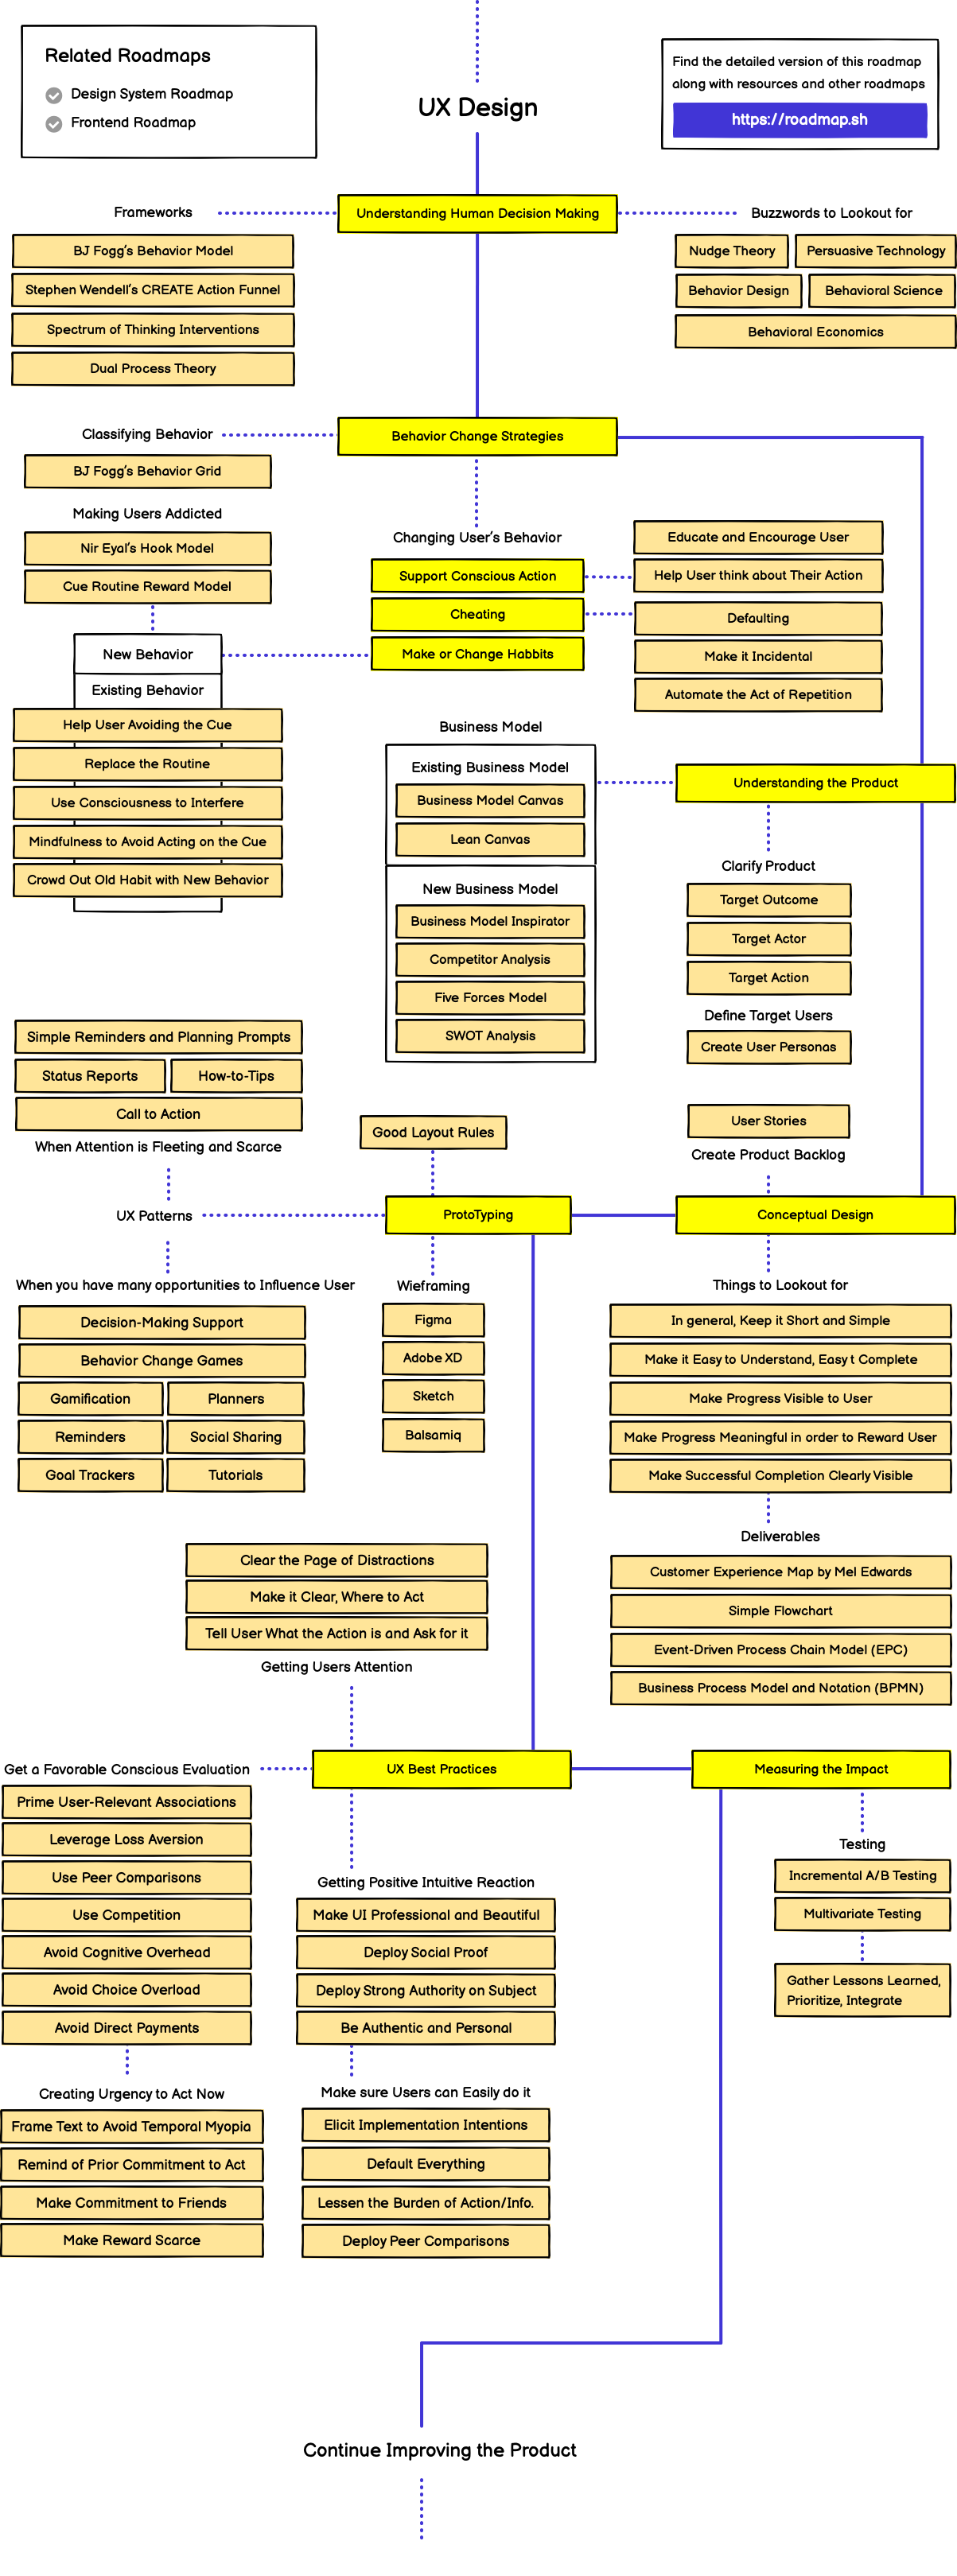 Related Roadmaps
Design System Roadmap
Frontend Roadmap
UX Design
Find the detailed version of this roadmap
along with resources and other roadmaps
https://roadmap.sh
Understanding Human Decision Making
Frameworks
BJ Fogg's Behavior Model
Stephen Wendell's CREATE Action Funnel
Spectrum of Thinking Interventions
Dual Process Theory
Buzzwords to Lookout for
Nudge Theory
Persuasive Technology
Behavior Design
Behavioral Science
Behavioral Economics
Behavior Change Strategies
Classifying Behavior
BJ Fogg's Behavior Grid
Making Users Addicted
Nir Eyal's Hook Model
Cue Routine Reward Model
New Behavior
Existing Behavior
Help User Avoiding the Cue
Replace the Routine
Use Consciousness to Interfere
Mindfulness to Avoid Acting on the Cue
Crowd Out Old Habit with New Behavior
Changing User's Behavior
Support Conscious Action
Cheating
Make or Change Habbits
Educate and Encourage User
Help User think about Their Action
Defaulting
Make it Incidental
Automate the Act of Repetition
Business Model
Existing Business Model
Business Model Canvas
Lean Canvas
New Business Model
Business Model Inspirator
Competitor Analysis
Five Forces Model
SWOT Analysis
Understanding the Product
Clarify Product
Target Outcome
Target Actor
Target Action
Define Target Users
Create User Personas
User Stories
Create Product Backlog
Conceptual Design
Simple Reminders and Planning Prompts
Status Reports
How-to-Tips
Call to Action
When Attention is Fleeting and Scarce
UX Patterns
Good Layout Rules
ProtoTyping
When you have many opportunities to Influence User
Decision-Making Support
Behavior Change Games
Gamification
Planners
Reminders
Social Sharing
Goal Trackers
Tutorials
Wieframing
Figma
Adobe XD
Sketch
Balsamiq
Things to Lookout for
In general, Keep it Short and Simple
Make it Easy to Understand, Easy t Complete
Make Progress Visible to User
Make Progress Meaningful in order to Reward User
Make Successful Completion Clearly Visible
Deliverables
Customer Experience Map by Mel Edwards
Simple Flowchart
Event-Driven Process Chain Model (EPC)
Business Process Model and Notation (BPMN)
Clear the Page of Distractions
Make it Clear, Where to Act
Tell User What the Action is and Ask for it
Getting Users Attention
Get a Favorable Conscious Evaluation
UX Best Practices
Measuring the Impact
Prime User-Relevant Associations
Leverage Loss Aversion
Use Peer Comparisons
Use Competition
Avoid Cognitive Overhead
Avoid Choice Overload
Avoid Direct Payments
Creating Urgency to Act Now
Frame Text to Avoid Temporal Myopia
Remind of Prior Commitment to Act
Make Commitment to Friends
Make Reward Scarce
Getting Positive Intuitive Reaction
Make UI Professional and Beautiful
Deploy Social Proof
Deploy Strong Authority on Subject
Be Authentic and Personal
Make sure Users can Easily do it
Elicit Implementation Intentions
Default Everything
Lessen the Burden of Action/Info.
Deploy Peer Comparisons
Testing
Incremental A/B Testing
Multivariate Testing
Gather Lessons Learned,
Prioritize, Integrate
Continue Improving the Product